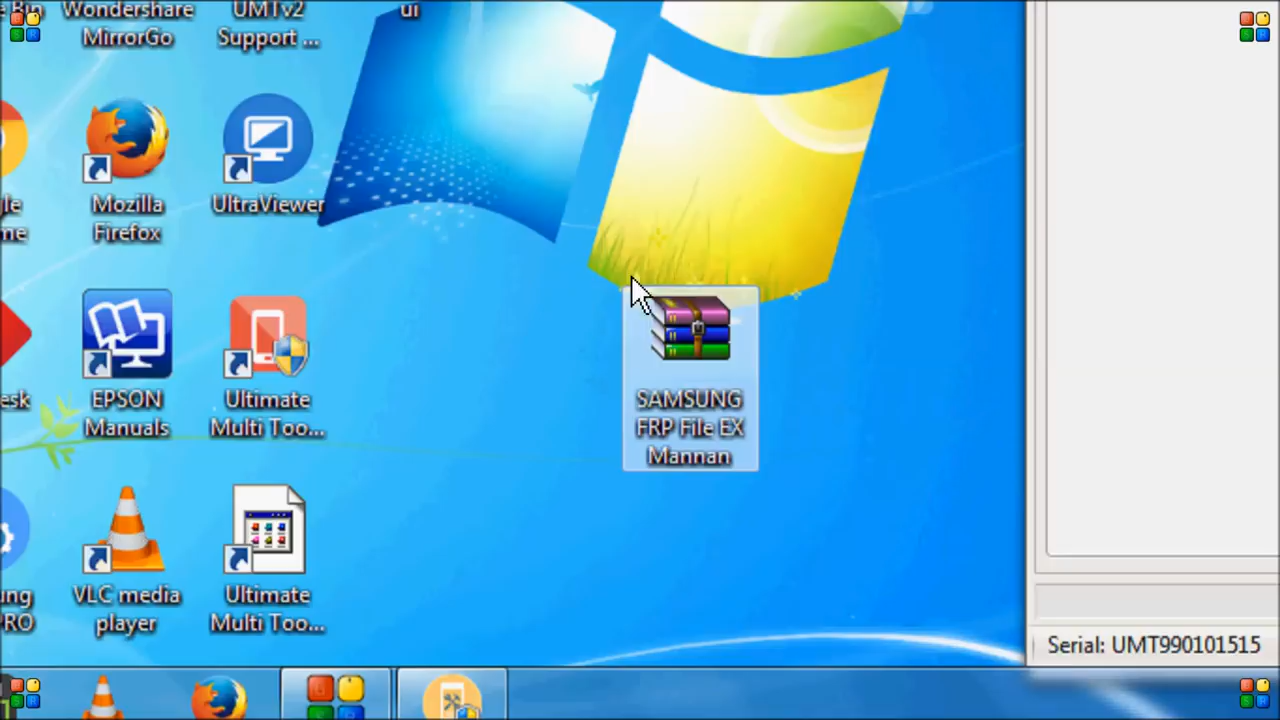 Wondershare
MirrorGo
UMTv2
Support ...
ui
Mozilla
Firefox
UltraViewer
EPSON
Manuals
Ultimate
Multi Too...
SAMSUNG
FRP File EX
Mannan
VLC media
player
Ultimate
Multi Too...
Serial: UMT990101515